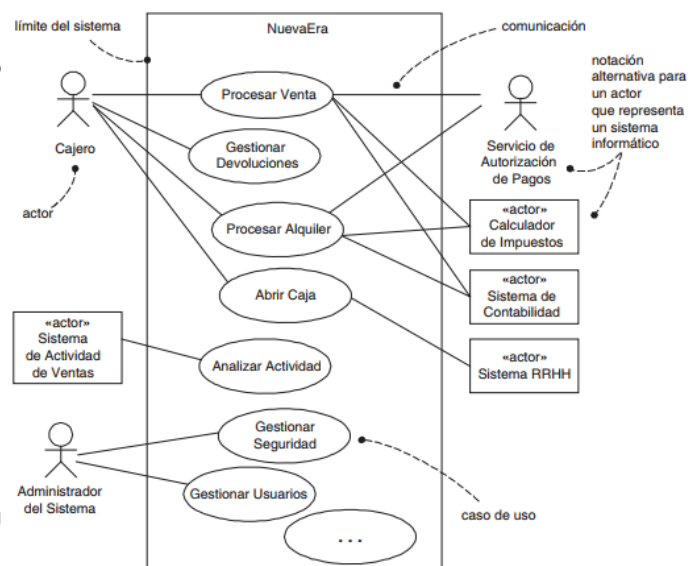 límite del sistema
NuevaEra
comunicación
notación
alternativa para
un actor
que representa
un sistema
informático
Procesar Venta
Cajero
Gestionar
Devoluciones
Servicio de
Autorización
de Pagos
actor
Procesar Alquiler
«actor»
Calculador
de Impuestos
Abrir Caja
«actor»
Sistema de
Contabilidad
«actor»
Sistema
de Actividad
de Ventas
Analizar Actividad
«actor»
Sistema RRHH
Gestionar
Seguridad
Administrador
del Sistema
Gestionar Usuarios
caso de uso
...